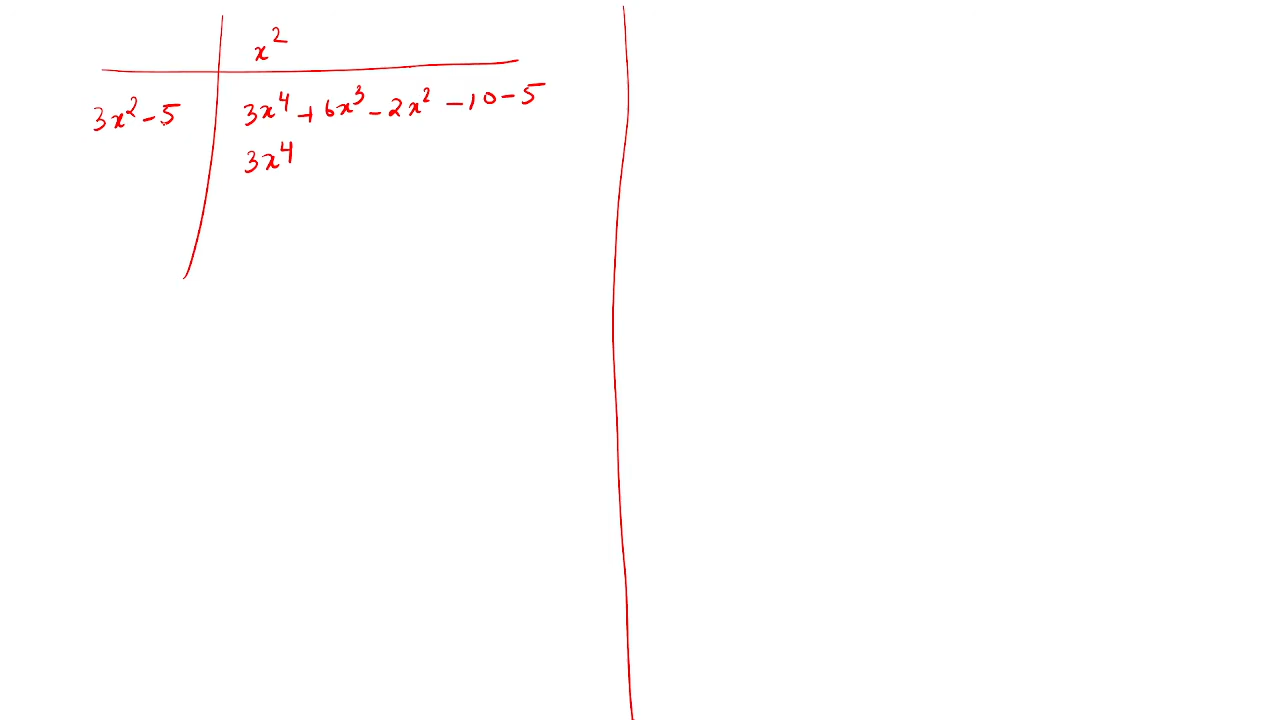 x²
3x² - 5 3x⁴ + 6x³ - 2x² - 10 - 5
3x⁴